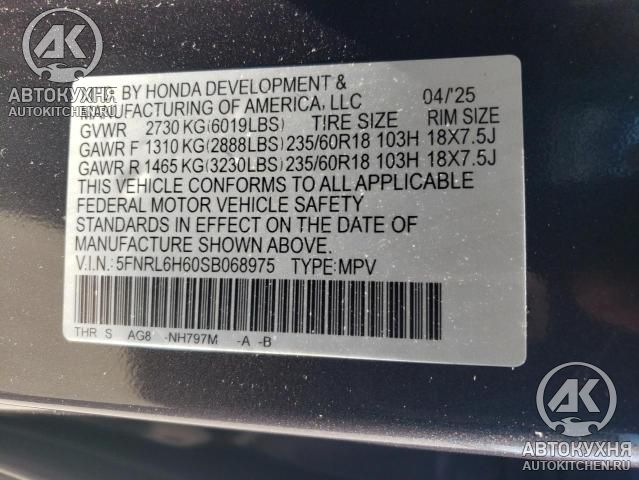 BY HONDA DEVELOPMENT &
MANUFACTURING OF AMERICA, LLC 04/'25
GVWR 2730 KG(6019LBS) TIRE SIZE RIM SIZE
GAWR F 1310 KG(2888LBS) 235/60R18 103H 18X7.5J
GAWR R 1465 KG(3230LBS) 235/60R18 103H 18X7.5J
THIS VEHICLE CONFORMS TO ALL APPLICABLE
FEDERAL MOTOR VEHICLE SAFETY
STANDARDS IN EFFECT ON THE DATE OF
MANUFACTURE SHOWN ABOVE.
V.I.N.: 5FNRL6H60SB068975 TYPE: MPV
THR S AG8 -NH797M -A -B
AK
АВТОКУХНЯ
AUTOKITCHEN.RU
AK
АВТОКУХНЯ
AUTOKITCHEN.RU